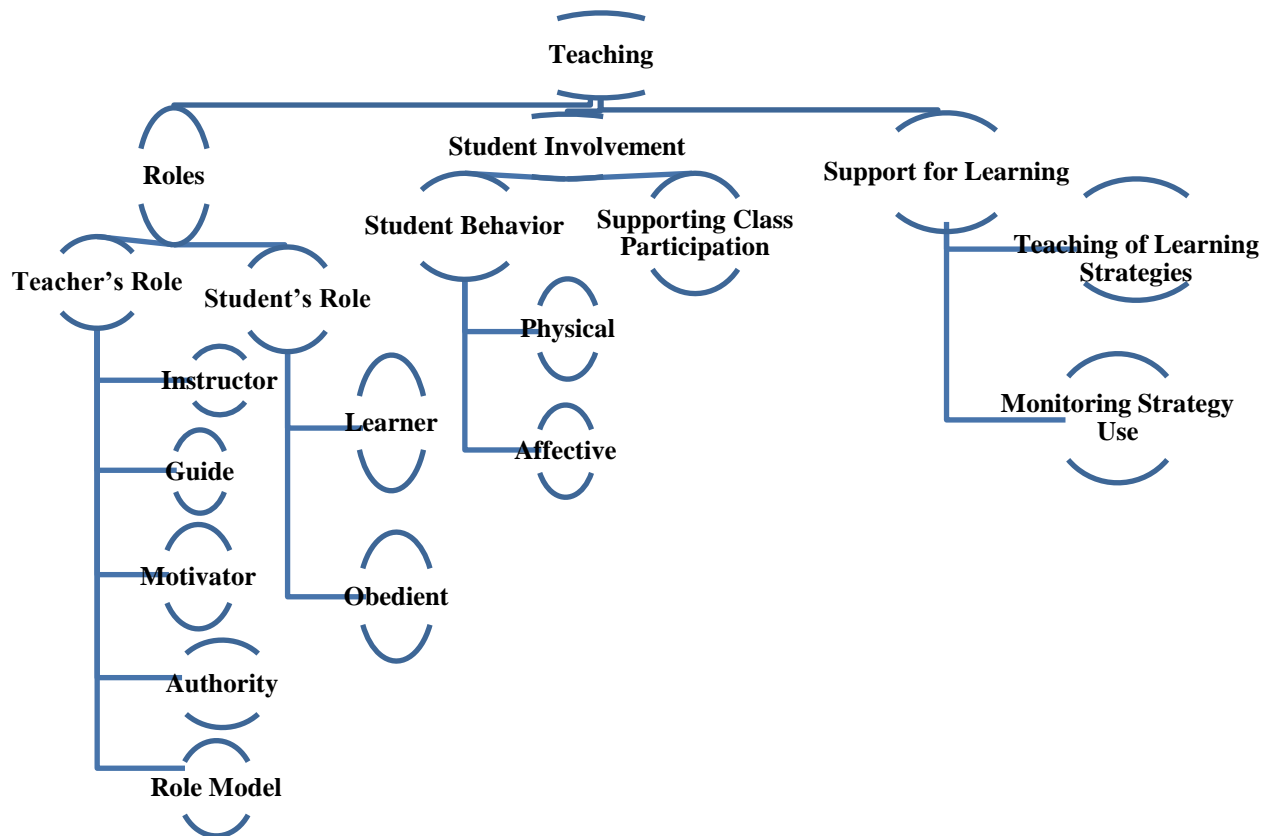 Teaching
Roles
Student Involvement
Support for Learning
Teacher's Role
Student's Role
Student Behavior
Supporting Class
Participation
Teaching of Learning
Strategies
Instructor
Guide
Motivator
Authority
Role Model
Learner
Obedient
Physical
Affective
Monitoring Strategy
Use